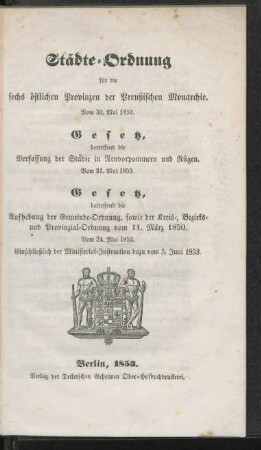 Städte-Ordnung
für die
sechs östlichen Provinzen der Preußischen Monarchie.
Vom 30. Mai 1853.
Gesetz,
betreffend die
Verfassung der Städte in Neuvorpommern und Rügen.
Vom 31. Mai 1853.
Gesetz,
betreffend die
Aufhebung der Gemeinde-Ordnung, sowie der Kreis-, Bezirks-
und Provinzial-Ordnung vom 11. März 1850.
Vom 24. Mai 1853.
Einschließlich der Ministerial-Instruction dazu vom 5. Juni 1853.
Berlin, 1853.
Verlag der Deckerschen Geheimen Ober-Hofbuchdruckerei.